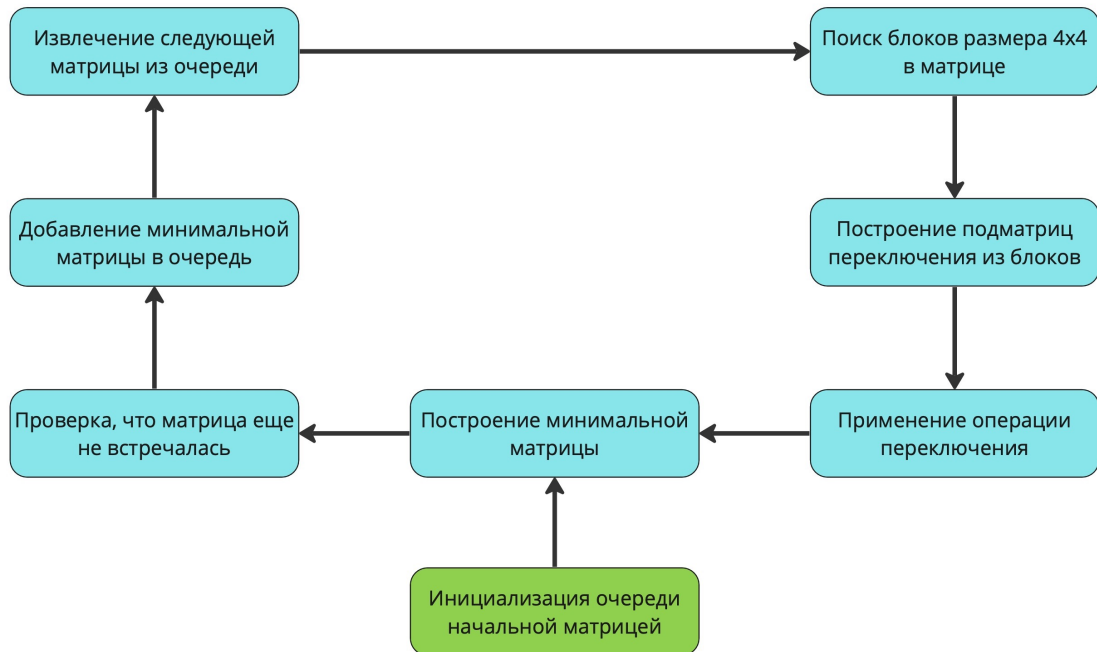 Извлечение следующей
матрицы из очереди
Поиск блоков размера 4x4
в матрице
Добавление минимальной
матрицы в очередь
Построение подматриц
переключения из блоков
Проверка, что матрица еще
не встречалась
Построение минимальной
матрицы
Применение операции
переключения
Инициализация очереди
начальной матрицей